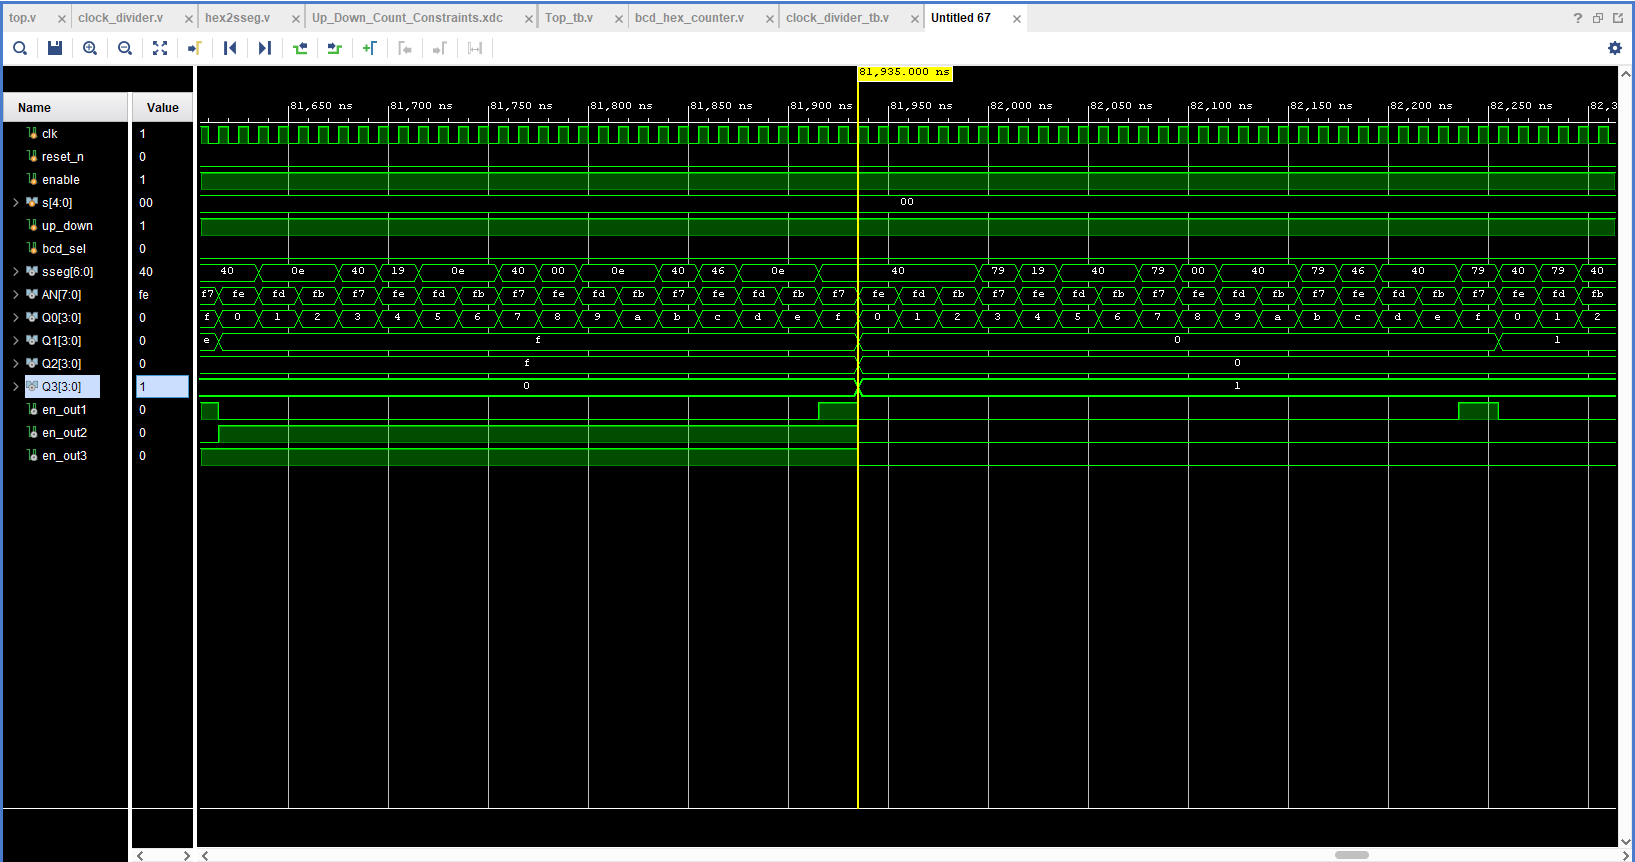 top.v clock_divider.v hex2sseg.v Up_Down_Count_Constraints.xdc Top_tb.v bcd_hex_counter.v clock_divider_tb.v Untitled 67 ?
81,935.000 ns
Name Value 81,650 ns 81,700 ns 81,750 ns 81,800 ns 81,850 ns 81,900 ns 81,950 ns 82,000 ns 82,050 ns 82,100 ns 82,150 ns 82,200 ns 82,250 ns 82,3
clk 1
reset_n 0
enable 1
s[4:0] 00 00
up_down 1
bcd_sel 0
sseg[6:0] 40 40 0e 40 19 0e 40 00 0e 40 46 0e 40 79 19 40 79 00 40 79 46 40 79 40 79 40
AN[7:0] fe f7 fe fd fb f7 fe fd fb f7 fe fd fb f7 fe fd fb f7 fe fd fb f7 fe fd fb f7 fe fd fb f7 fe fd fb f7 fe fd fb
Q0[3:0] 0 f 0 1 2 3 4 5 6 7 8 9 a b c d e f 0 1 2 3 4 5 6 7 8 9 a b c d e f 0 1 2
Q1[3:0] 0 e f 0 1
Q2[3:0] 0 f 0
Q3[3:0] 1 0 1
en_out1 0
en_out2 0
en_out3 0